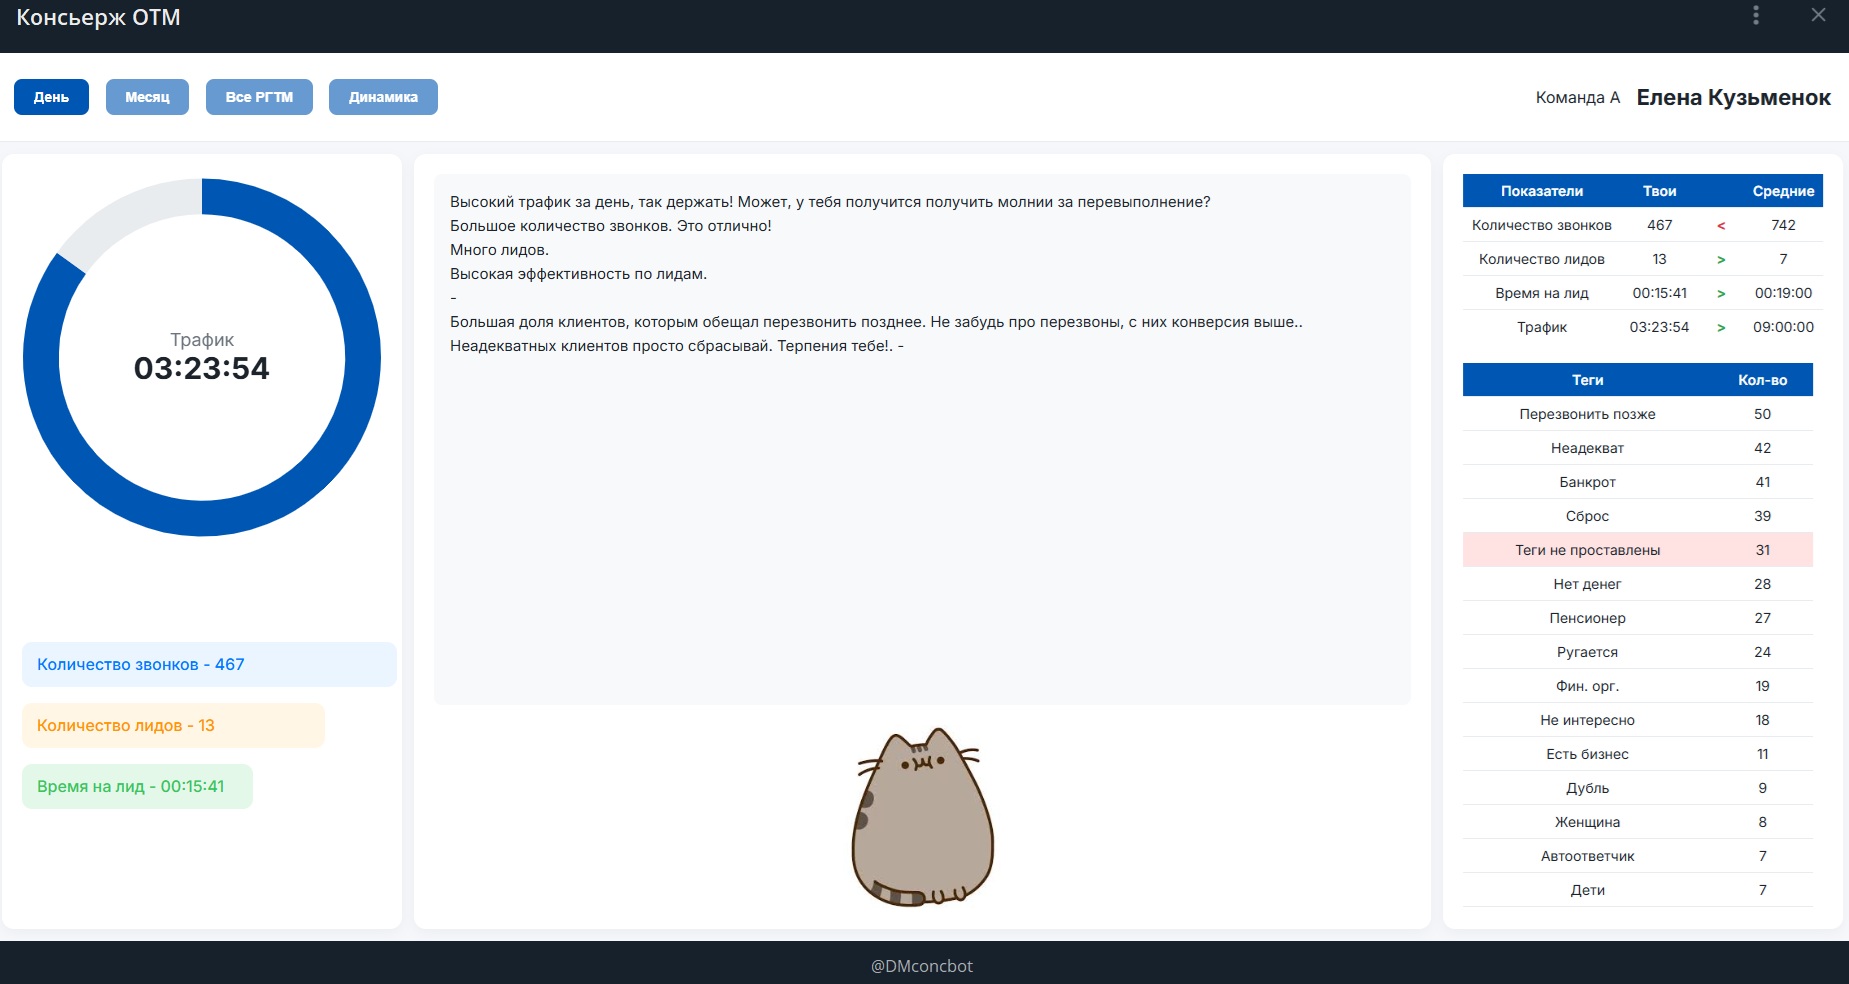 Консьерж ОТМ
День Месяц Все РГТМ Динамика
Команда А Елена Кузьменок
Трафик
03:23:54
Количество звонков - 467
Количество лидов - 13
Время на лид - 00:15:41
Высокий трафик за день, так держать! Может, у тебя получится получить молнии за перевыполнение?
Большое количество звонков. Это отлично!
Много лидов.
Высокая эффективность по лидам.
-
Большая доля клиентов, которым обещал перезвонить позднее. Не забудь про перезвоны, с них конверсия выше..
Неадекватных клиентов просто сбрасывай. Терпения тебе!. -
Показатели Твои Средние
Количество звонков 467 < 742
Количество лидов 13 > 7
Время на лид 00:15:41 > 00:19:00
Трафик 03:23:54 > 09:00:00
Теги Кол-во
Перезвонить позже 50
Неадекват 42
Банкрот 41
Сброс 39
Теги не проставлены 31
Нет денег 28
Пенсионер 27
Ругается 24
Фин. орг. 19
Не интересно 18
Есть бизнес 11
Дубль 9
Женщина 8
Автоответчик 7
Дети 7
@DMconcbot